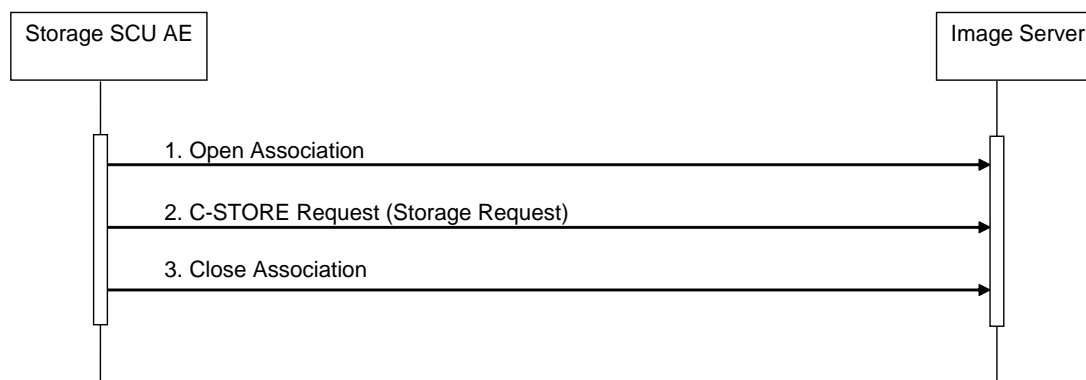 Storage SCU AE
Image Server
1. Open Association
2. C-STORE Request (Storage Request)
3. Close Association